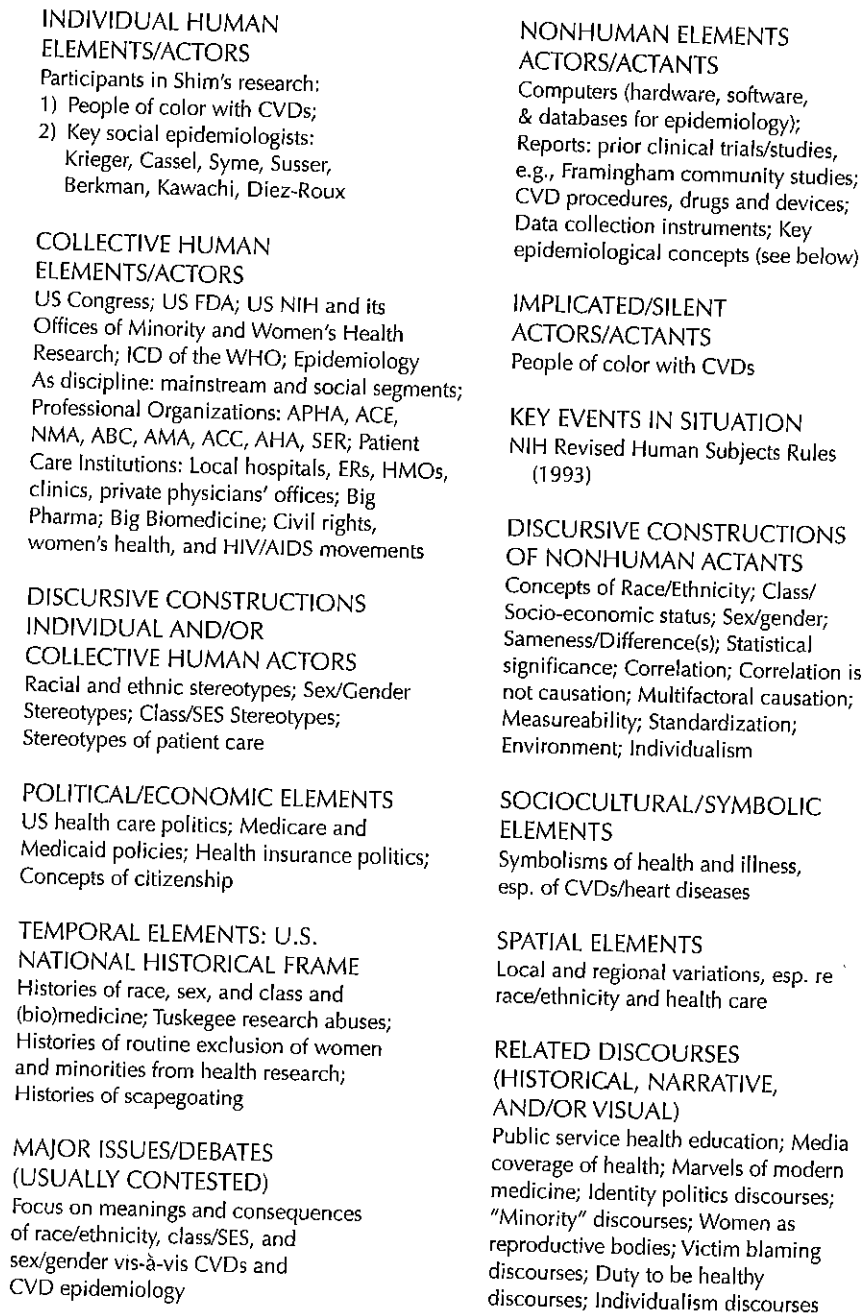 INDIVIDUAL HUMAN
ELEMENTS/ACTORS
Participants in Shim's research:
1) People of color with CVDs;
2) Key social epidemiologists:
Krieger, Cassel, Syme, Susser,
Berkman, Kawachi, Diez-Roux
COLLECTIVE HUMAN
ELEMENTS/ACTORS
US Congress; US FDA; US NIH and its
Offices of Minority and Women's Health
Research; ICD of the WHO; Epidemiology
As discipline: mainstream and social segments;
Professional Organizations: APHA, ACE,
NMA, ABC, AMA, ACC, AHA, SER; Patient
Care Institutions: Local hospitals, ERs, HMOs,
clinics, private physicians' offices; Big
Pharma; Big Biomedicine; Civil rights,
women's health, and HIV/AIDS movements
DISCURSIVE CONSTRUCTIONS
INDIVIDUAL AND/OR
COLLECTIVE HUMAN ACTORS
Racial and ethnic stereotypes; Sex/Gender
Stereotypes; Class/SES Stereotypes;
Stereotypes of patient care
POLITICAL/ECONOMIC ELEMENTS
US health care politics; Medicare and
Medicaid policies; Health insurance politics;
Concepts of citizenship
TEMPORAL ELEMENTS: U.S.
NATIONAL HISTORICAL FRAME
Histories of race, sex, and class and
(bio)medicine; Tuskegee research abuses;
Histories of routine exclusion of women
and minorities from health research;
Histories of scapegoating
MAJOR ISSUES/DEBATES
(USUALLY CONTESTED)
Focus on meanings and consequences
of race/ethnicity, class/SES, and
sex/gender vis-à-vis CVDs and
CVD epidemiology
NONHUMAN ELEMENTS
ACTORS/ACTANTS
Computers (hardware, software,
& databases for epidemiology);
Reports: prior clinical trials/studies,
e.g., Framingham community studies;
CVD procedures, drugs and devices;
Data collection instruments; Key
epidemiological concepts (see below)
IMPLICATED/SILENT
ACTORS/ACTANTS
People of color with CVDs
KEY EVENTS IN SITUATION
NIH Revised Human Subjects Rules
(1993)
DISCURSIVE CONSTRUCTIONS
OF NONHUMAN ACTANTS
Concepts of Race/Ethnicity; Class/
Socio-economic status; Sex/gender;
Sameness/Difference(s); Statistical
significance; Correlation; Correlation is
not causation; Multifactoral causation;
Measureability; Standardization;
Environment; Individualism
SOCIOCULTURAL/SYMBOLIC
ELEMENTS
Symbolisms of health and illness,
esp. of CVDs/heart diseases
SPATIAL ELEMENTS
Local and regional variations, esp. re
race/ethnicity and health care
RELATED DISCOURSES
(HISTORICAL, NARRATIVE,
AND/OR VISUAL)
Public service health education; Media
coverage of health; Marvels of modern
medicine; Identity politics discourses;
"Minority" discourses; Women as
reproductive bodies; Victim blaming
discourses; Duty to be healthy
discourses; Individualism discourses